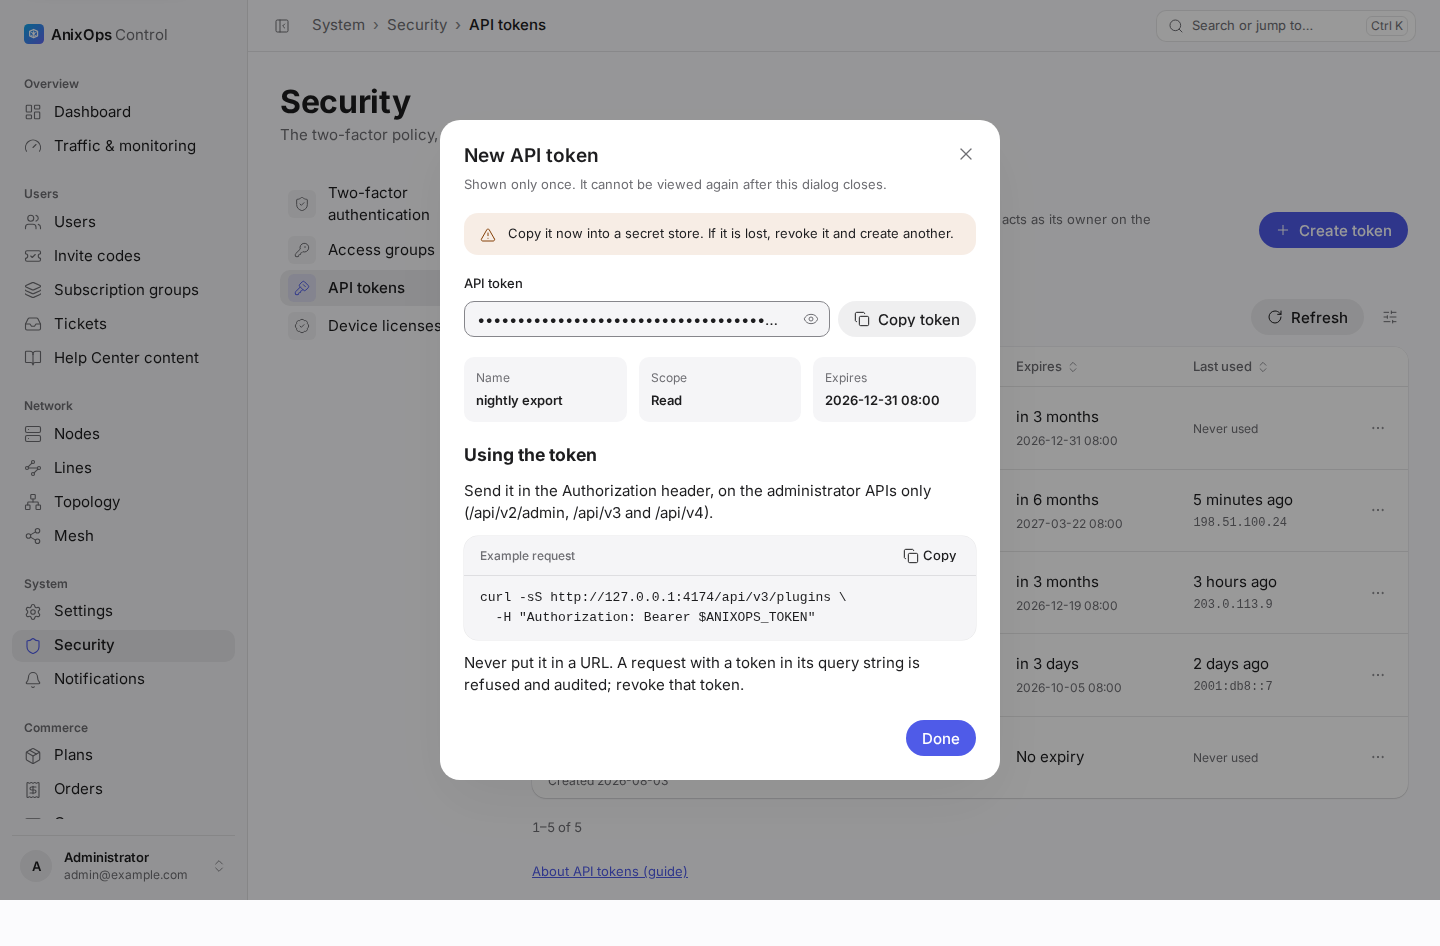 AnixOps Control
System › Security › API tokens
Search or jump to...
Ctrl K
Overview
Dashboard
Traffic & monitoring
Users
Users
Invite codes
Subscription groups
Tickets
Help Center content
Network
Nodes
Lines
Topology
Mesh
System
Settings
Security
Notifications
Commerce
Plans
Orders
A
Administrator
admin@example.com
Security
The two-factor policy,
Two-factor
authentication
Access groups
API tokens
Device licenses
acts as its owner on the
Create token
Refresh
Expires
Last used
in 3 months
2026-12-31 08:00
Never used
in 6 months
2027-03-22 08:00
5 minutes ago
198.51.100.24
in 3 months
2026-12-19 08:00
3 hours ago
203.0.113.9
in 3 days
2026-10-05 08:00
2 days ago
2001:db8::7
No expiry
Never used
Created 2026-08-03
1–5 of 5
About API tokens (guide)
New API token
Shown only once. It cannot be viewed again after this dialog closes.
Copy it now into a secret store. If it is lost, revoke it and create another.
API token
••••••••••••••••••••••••••••••••••••...
Copy token
Name
nightly export
Scope
Read
Expires
2026-12-31 08:00
Using the token
Send it in the Authorization header, on the administrator APIs only
(/api/v2/admin, /api/v3 and /api/v4).
Example request
Copy
curl -sS http://127.0.0.1:4174/api/v3/plugins \
-H "Authorization: Bearer $ANIXOPS_TOKEN"
Never put it in a URL. A request with a token in its query string is
refused and audited; revoke that token.
Done